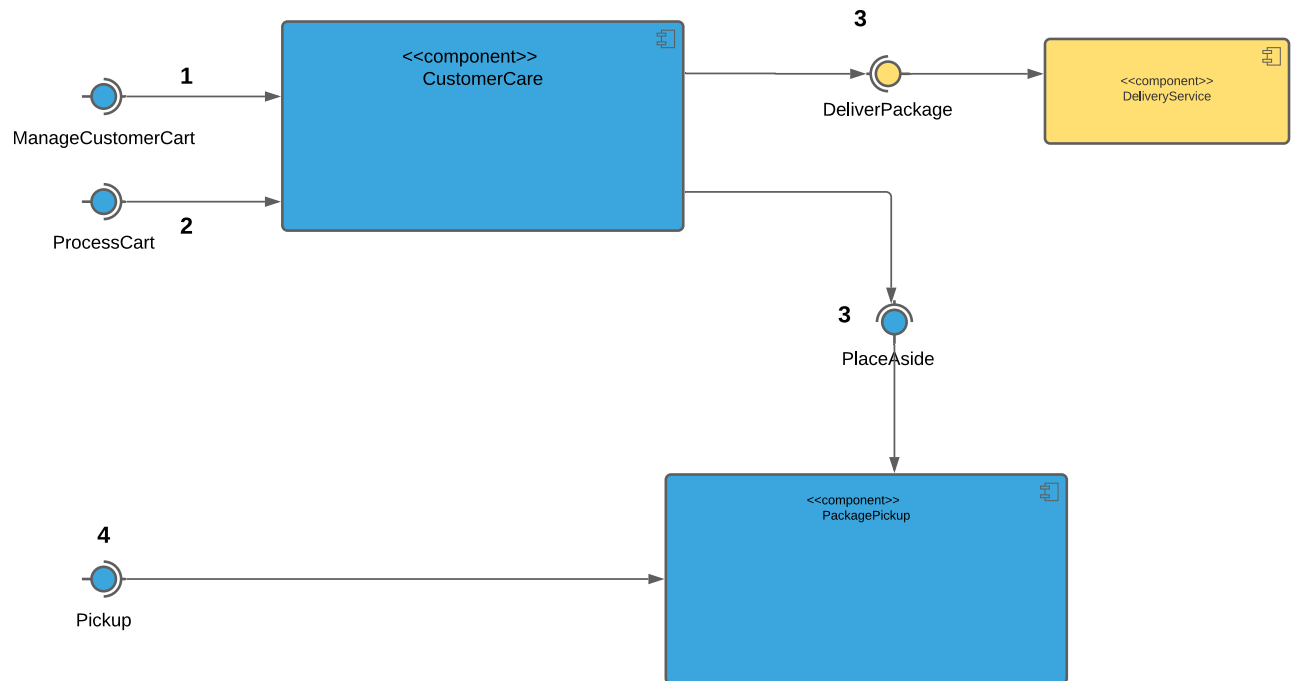 3
<<component>>
CustomerCare
1
ManageCustomerCart
DeliverPackage
<<component>>
DeliveryService
2
ProcessCart
3
PlaceAside
<<component>>
PackagePickup
4
Pickup